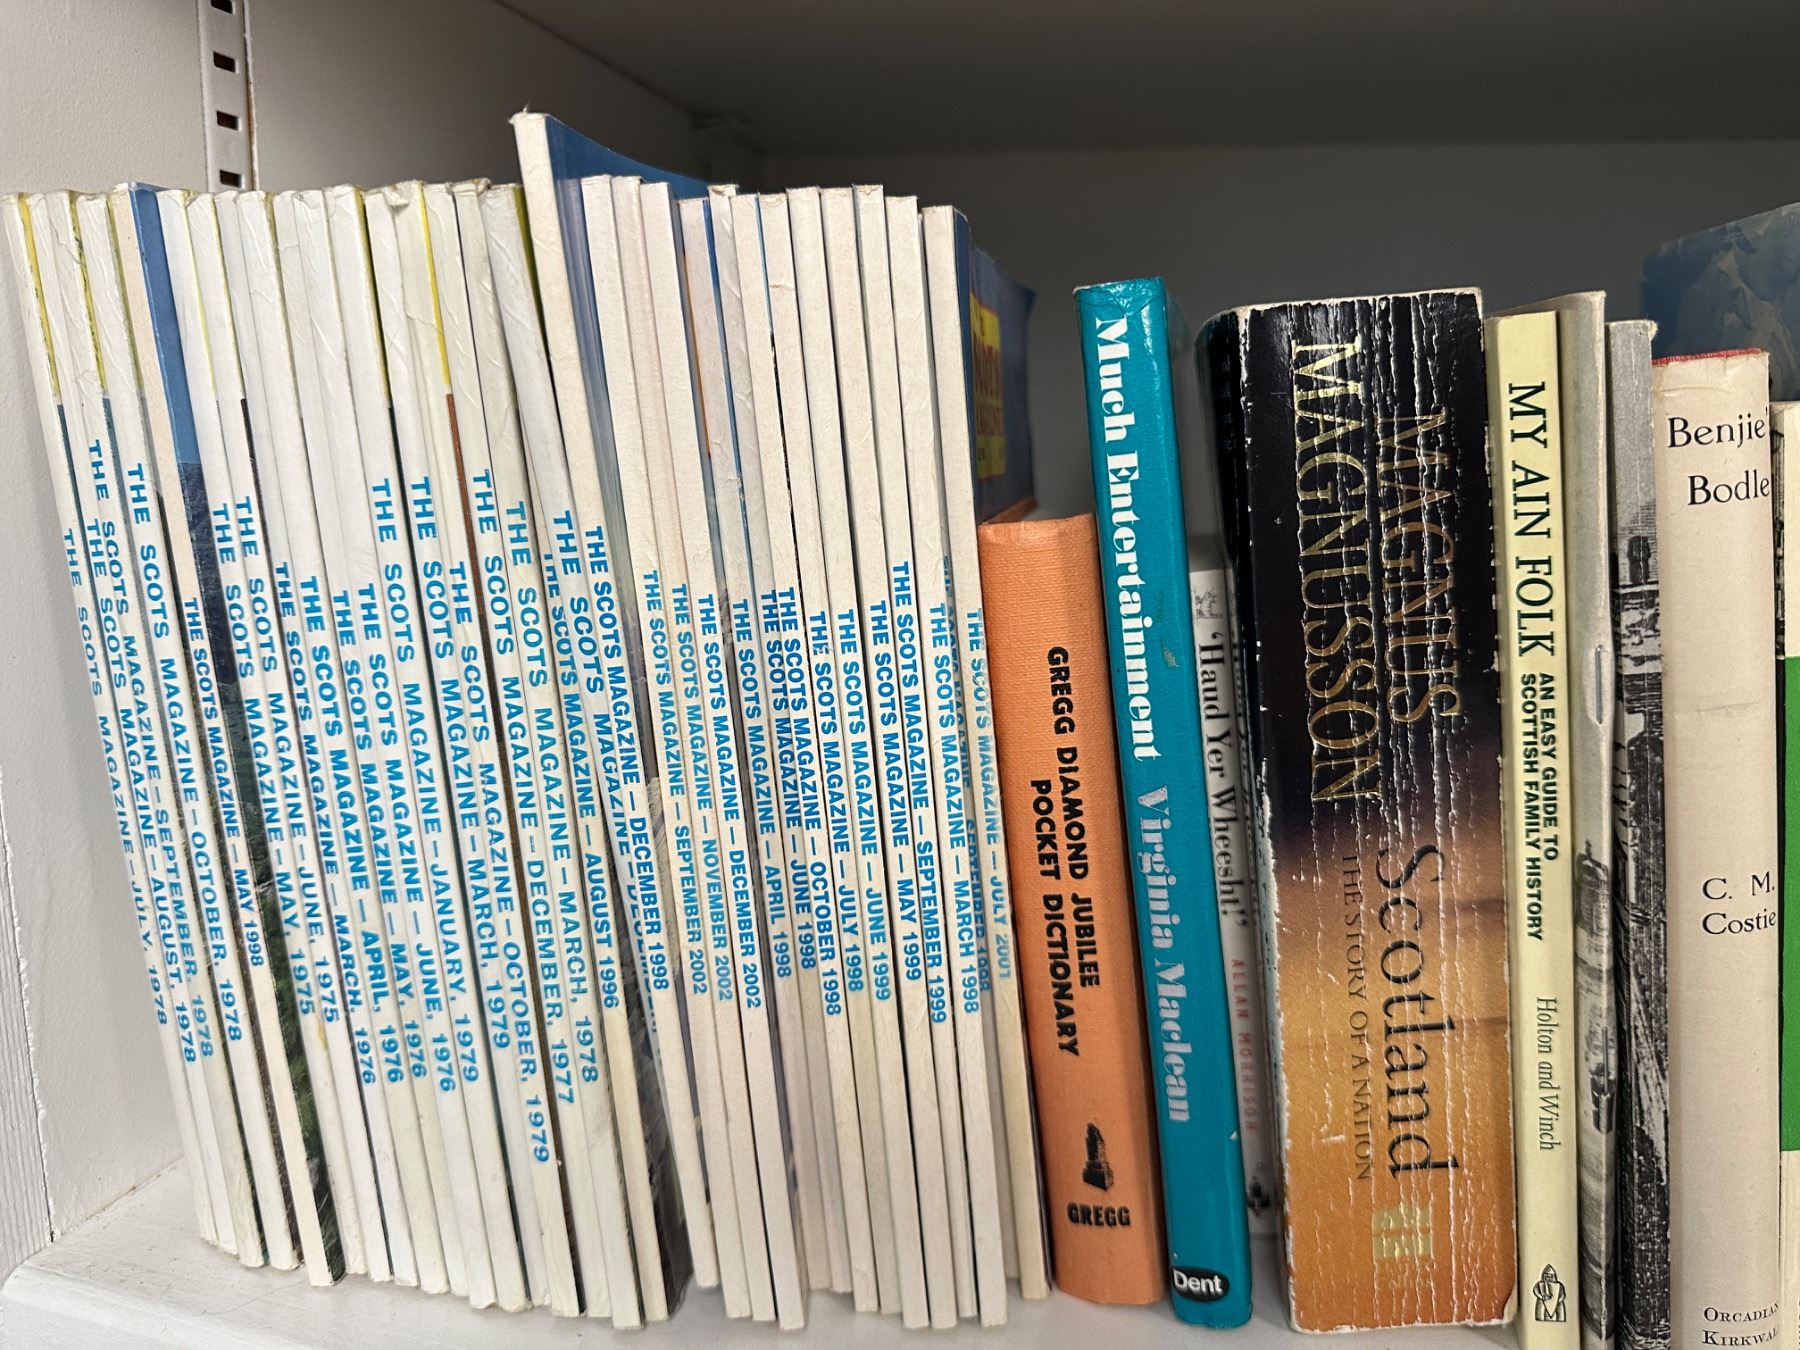 THE SCOTS MAGAZINE — JULY, 1978
THE SCOTS MAGAZINE — AUGUST, 1978
THE SCOTS MAGAZINE — SEPTEMBER, 1978
THE SCOTS MAGAZINE — OCTOBER, 1978
THE SCOTS MAGAZINE — MAY 1998
THE SCOTS MAGAZINE — MAY, 1975
THE SCOTS MAGAZINE — JUNE, 1975
THE SCOTS MAGAZINE — MARCH, 1976
THE SCOTS MAGAZINE — APRIL, 1976
THE SCOTS MAGAZINE — MAY, 1976
THE SCOTS MAGAZINE — JUNE, 1976
THE SCOTS MAGAZINE — JANUARY, 1979
THE SCOTS MAGAZINE — MARCH, 1979
THE SCOTS MAGAZINE — OCTOBER, 1979
THE SCOTS MAGAZINE — DECEMBER, 1977
THE SCOTS MAGAZINE — MARCH, 1978
THE SCOTS MAGAZINE — AUGUST 1996
THE SCOTS MAGAZINE
THE SCOTS MAGAZINE — DECEMBER 1998
THE SCOTS MAGAZINE — SEPTEMBER 2002
THE SCOTS MAGAZINE — NOVEMBER 2002
THE SCOTS MAGAZINE — DECEMBER 2002
THE SCOTS MAGAZINE — APRIL 1998
THE SCOTS MAGAZINE — JUNE 1998
THE SCOTS MAGAZINE — OCTOBER 1998
THE SCOTS MAGAZINE — JULY 1998
THE SCOTS MAGAZINE — JUNE 1999
THE SCOTS MAGAZINE — MAY 1999
THE SCOTS MAGAZINE — SEPTEMBER 1999
THE SCOTS MAGAZINE — MARCH 1998
THE SCOTS MAGAZINE — JULY 2001
GREGG DIAMOND JUBILEE
POCKET DICTIONARY
GREGG
Much Entertainment Virginia Maclean
Dent
'Haud Yer Wheesht!'
ALLAN MORRISON
MAGNUS
MAGNUSSON
Scotland
THE STORY OF A NATION
MY AIN FOLK
AN EASY GUIDE TO
SCOTTISH FAMILY HISTORY
Holton and Winch
Benjie'
Bodle
C. M.
Costie
ORCADIAN
KIRKWA